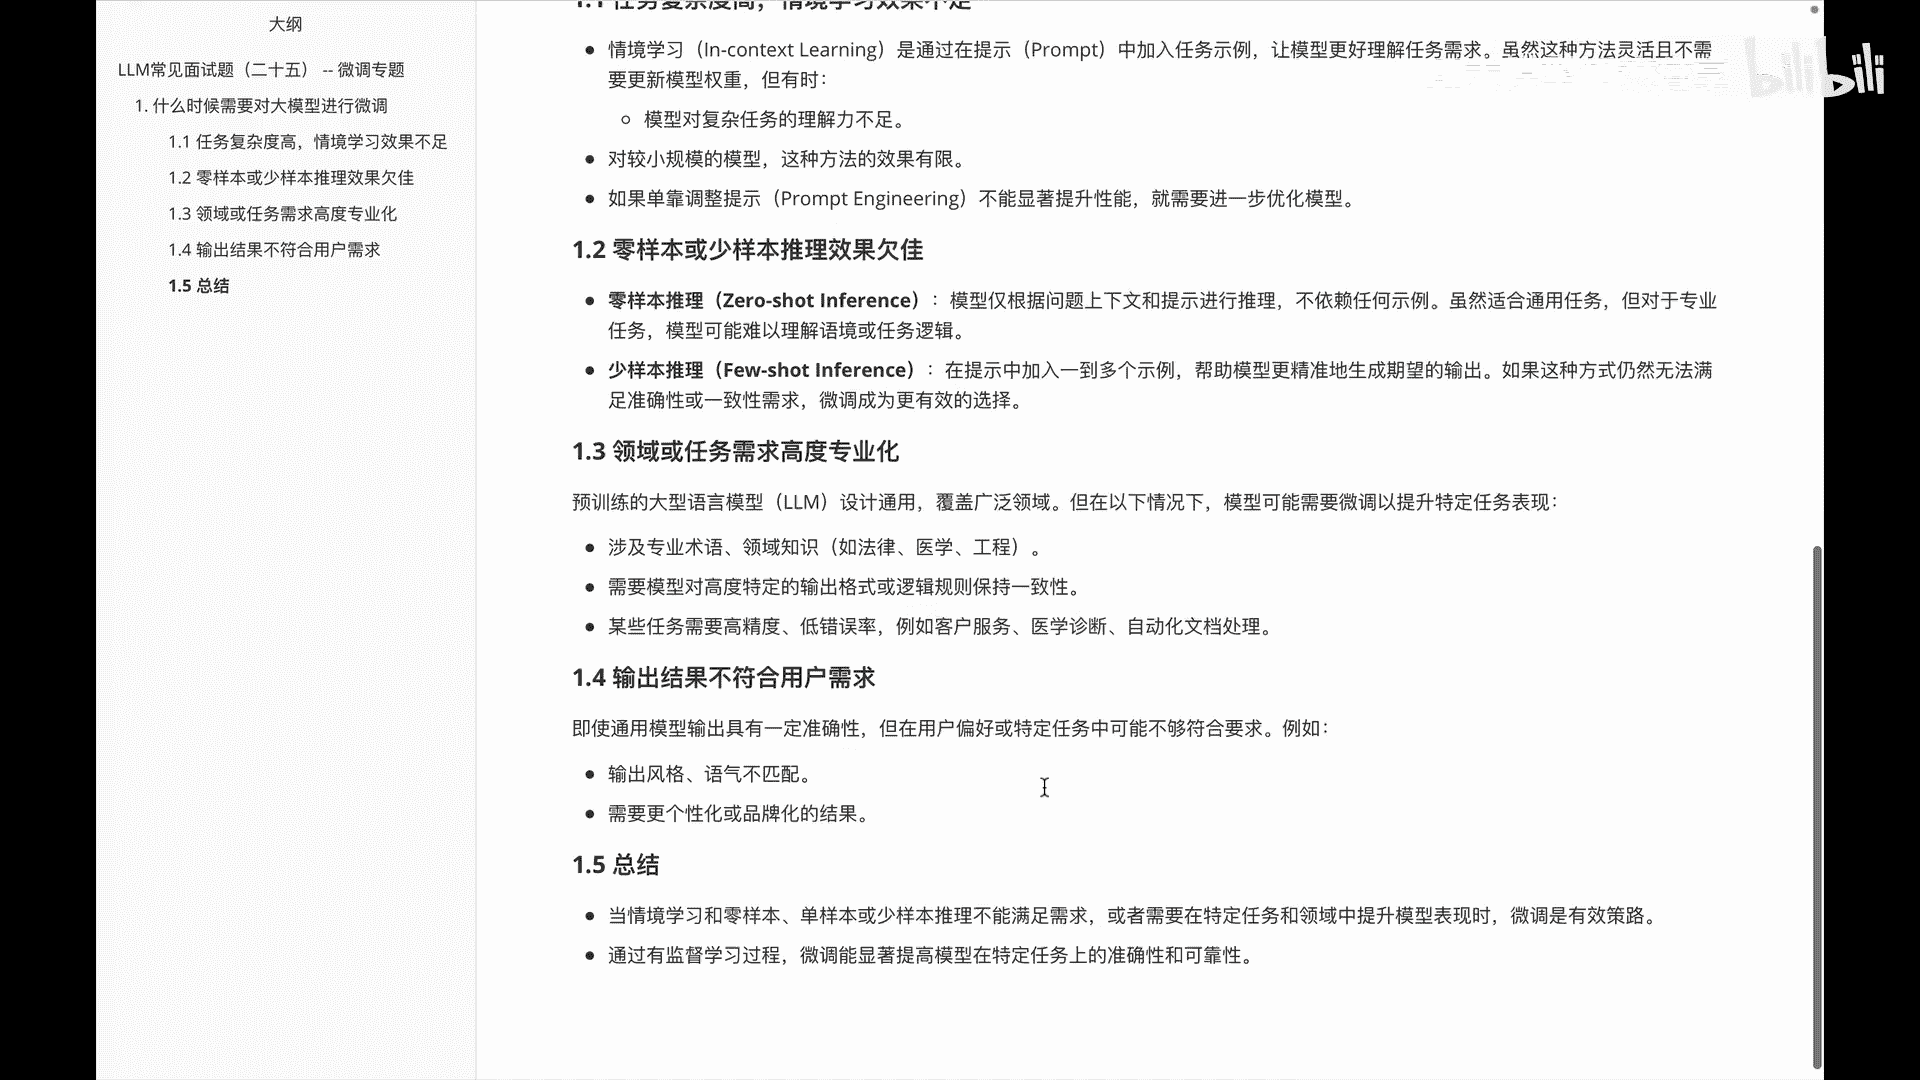 大纲
LLM常见面试题（二十五） -- 微调专题
1. 什么时候需要对大模型进行微调
1.1 任务复杂度高，情境学习效果不足
1.2 零样本或少样本推理效果欠佳
1.3 领域或任务需求高度专业化
1.4 输出结果不符合用户需求
1.5 总结
1.1 任务复杂度高，情境学习效果不足
● 情境学习（In-context Learning）是通过在提示（Prompt）中加入任务示例，让模型更好理解任务需求。虽然这种方法灵活且不需
要更新模型权重，但有时：
○ 模型对复杂任务的理解力不足。
● 对较小规模的模型，这种方法的效果有限。
● 如果单靠调整提示（Prompt Engineering）不能显著提升性能，就需要进一步优化模型。
1.2 零样本或少样本推理效果欠佳
● 零样本推理（Zero-shot Inference）：模型仅根据问题上下文和提示进行推理，不依赖任何示例。虽然适合通用任务，但对于专业
任务，模型可能难以理解语境或任务逻辑。
● 少样本推理（Few-shot Inference）：在提示中加入一到多个示例，帮助模型更精准地生成期望的输出。如果这种方式仍然无法满
足准确性或一致性需求，微调成为更有效的选择。
1.3 领域或任务需求高度专业化
预训练的大型语言模型（LLM）设计通用，覆盖广泛领域。但在以下情况下，模型可能需要微调以提升特定任务表现：
● 涉及专业术语、领域知识（如法律、医学、工程）。
● 需要模型对高度特定的输出格式或逻辑规则保持一致性。
● 某些任务需要高精度、低错误率，例如客户服务、医学诊断、自动化文档处理。
1.4 输出结果不符合用户需求
即使通用模型输出具有一定准确性，但在用户偏好或特定任务中可能不够符合要求。例如：
● 输出风格、语气不匹配。
● 需要更个性化或品牌化的结果。
1.5 总结
● 当情境学习和零样本、单样本或少样本推理不能满足需求，或者需要在特定任务和领域中提升模型表现时，微调是有效策略。
● 通过有监督学习过程，微调能显著提高模型在特定任务上的准确性和可靠性。
bilibili